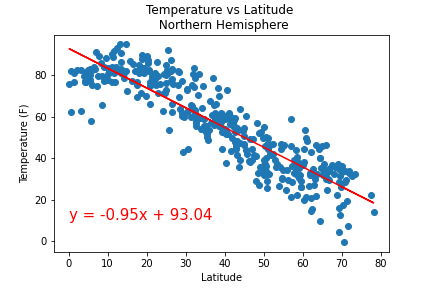 Temperature vs Latitude
Northern Hemisphere
Temperature (F)
80
60
40
20
0
y = -0.95x + 93.04
0 10 20 30 40 50 60 70 80
Latitude